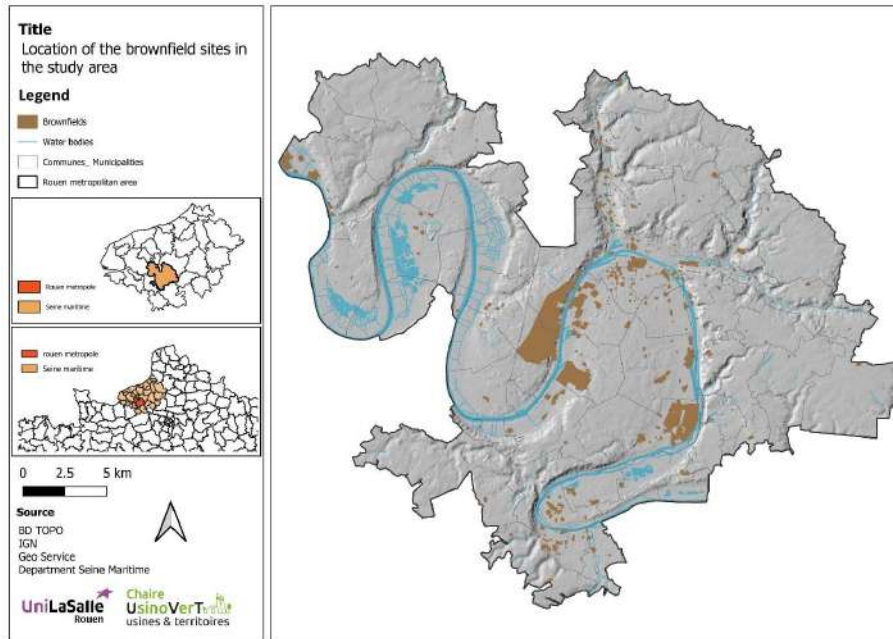 Title
Location of the brownfield sites in
the study area
Legend
Brownfields
Water bodies
Communes_ Municipalities
Rouen metropolitan area
Rouen metropole
Seine maritime
rouen metropole
Seine maritime
0 2.5 5 km
Source
BD TOPO
IGN
Geo Service
Department Seine Maritime
UniLaSalle
Rouen
Chaire
UsinoVerT
usines & territoires